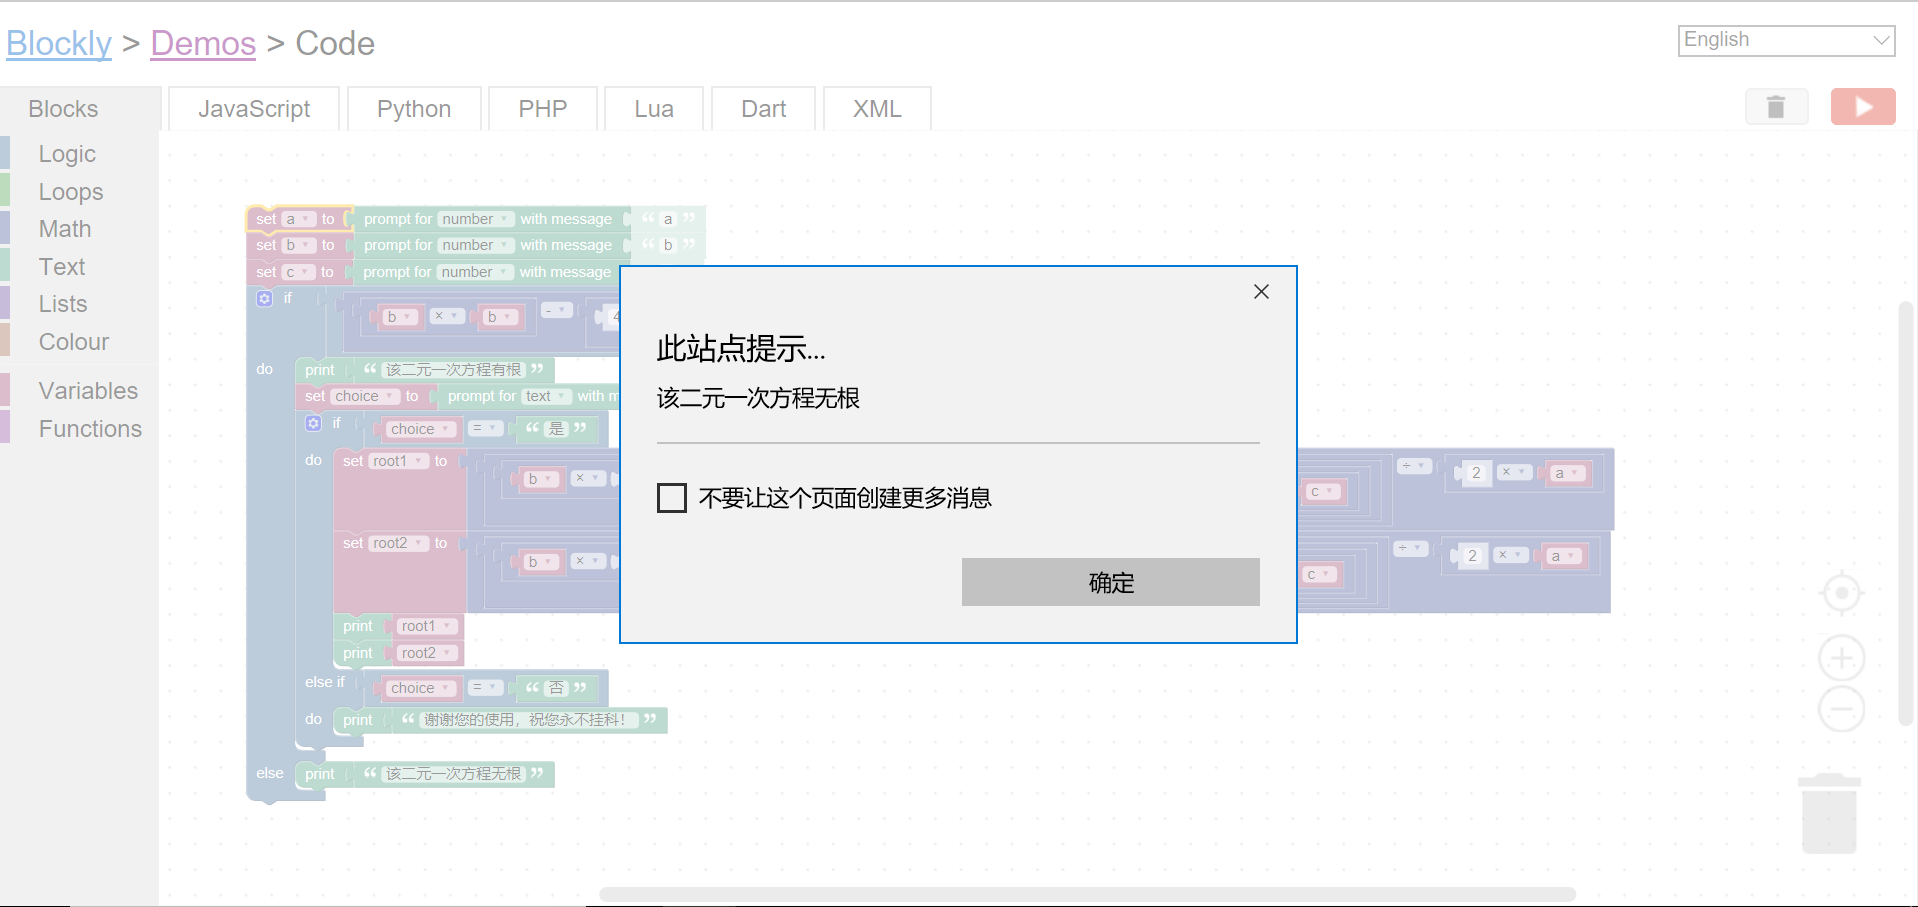 Blockly > Demos > Code
English
Blocks
JavaScript
Python
PHP
Lua
Dart
XML
Logic
Loops
Math
Text
Lists
Colour
Variables
Functions
set a to prompt for number with message “ a ”
set b to prompt for number with message “ b ”
set c to prompt for number with message
if b × b - 4
do print “ 该二元一次方程有根 ”
set choice to prompt for text with m
if choice = “ 是 ”
do set root1 to b × c ÷ 2 × a
set root2 to b × c ÷ 2 × a
print root1
print root2
else if choice = “ 否 ”
do print “ 谢谢您的使用，祝您永不挂科！ ”
else print “ 该二元一次方程无根 ”
此站点提示...
该二元一次方程无根
不要让这个页面创建更多消息
确定